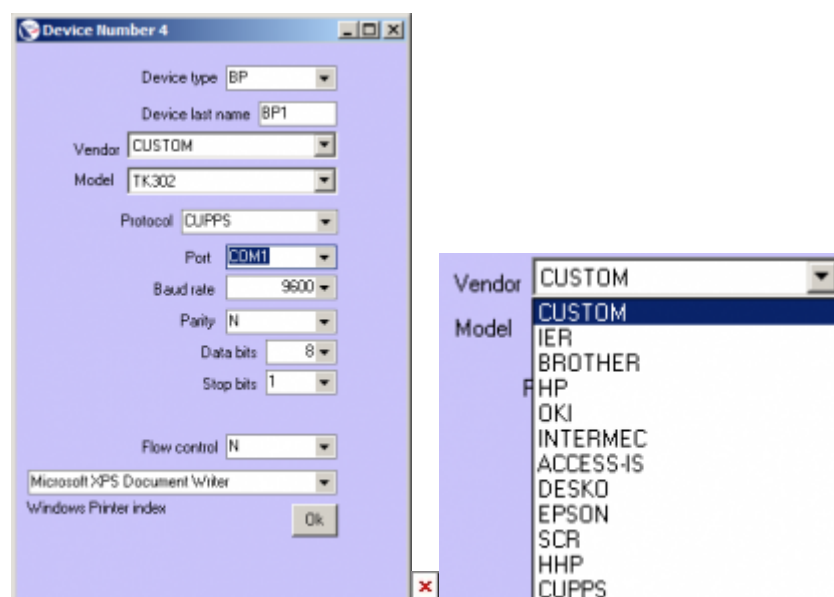 Device Number 4
Device type BP
Device last name BP1
Vendor CUSTOM
Model TK302
Protocol CUPPS
Port COM1
Baud rate 9600
Parity N
Data bits 8
Stop bits 1
Flow control N
Microsoft XPS Document Writer
Windows Printer index
Ok
Vendor CUSTOM
CUSTOM
Model
IER
BROTHER
HP
OKI
INTERMEC
ACCESS-IS
DESKO
EPSON
SCR
HHP
CUPPS